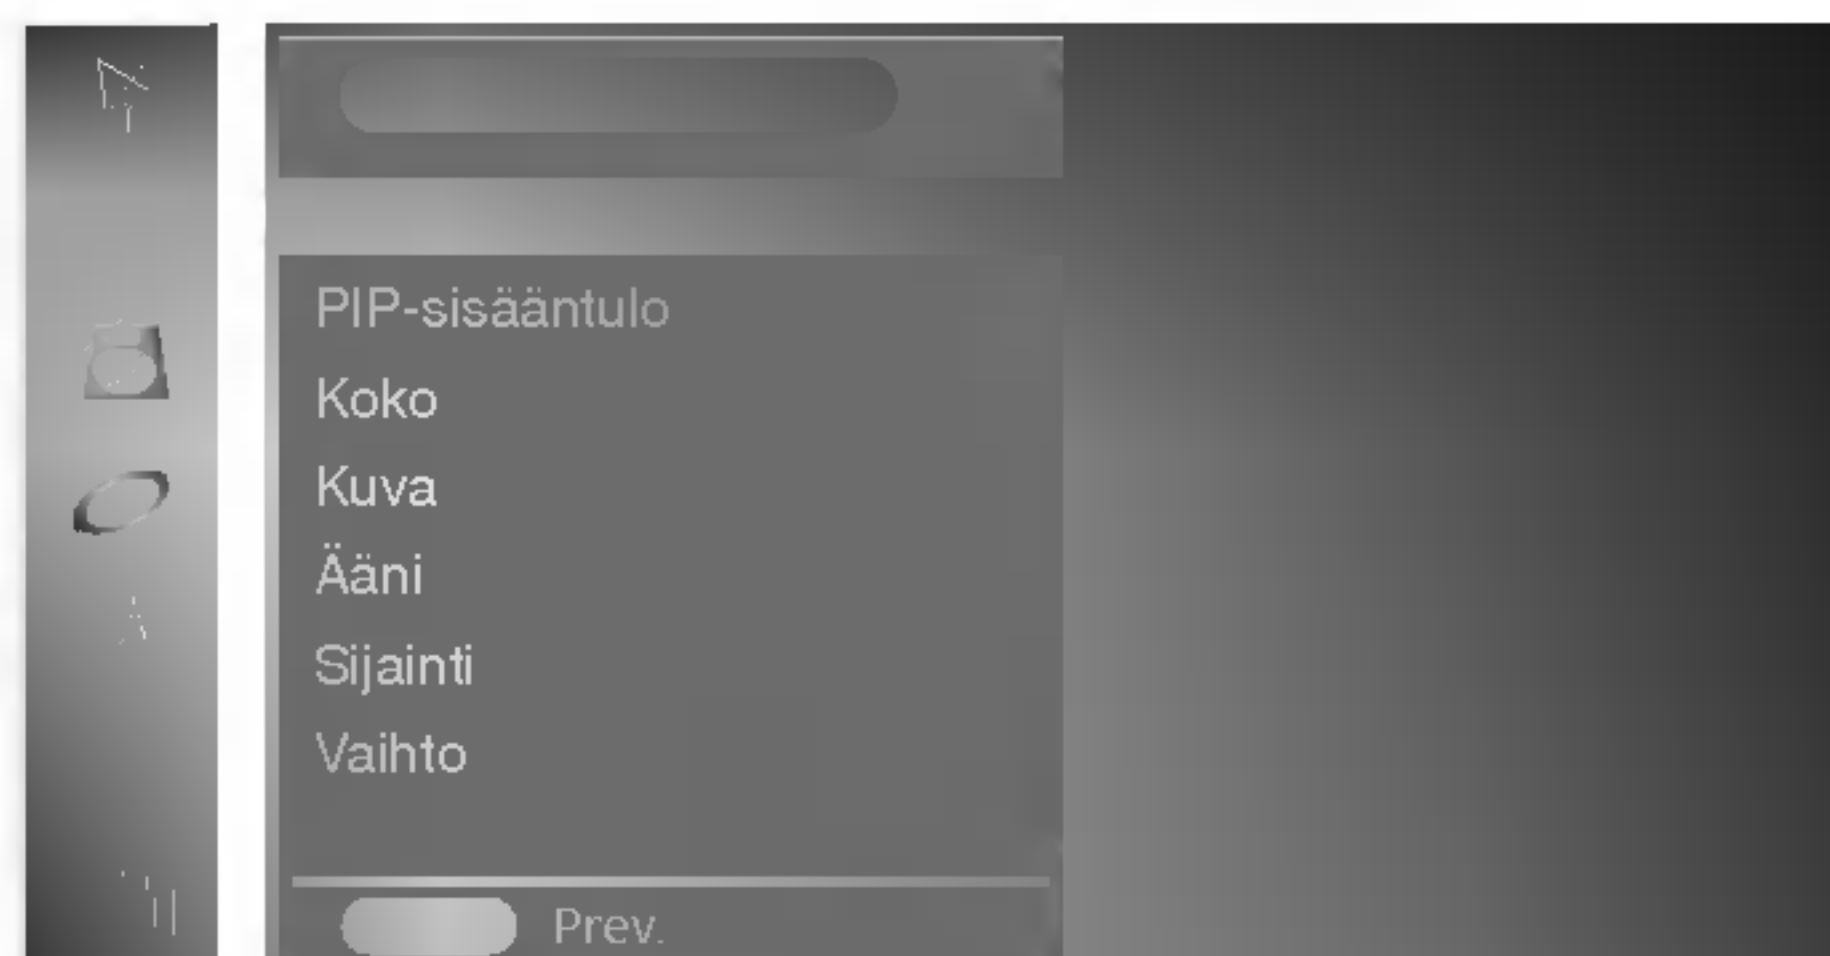 PIP-sisääntulo
Koko
Kuva
Ääni
Sijainti
Vaihto
Prev.